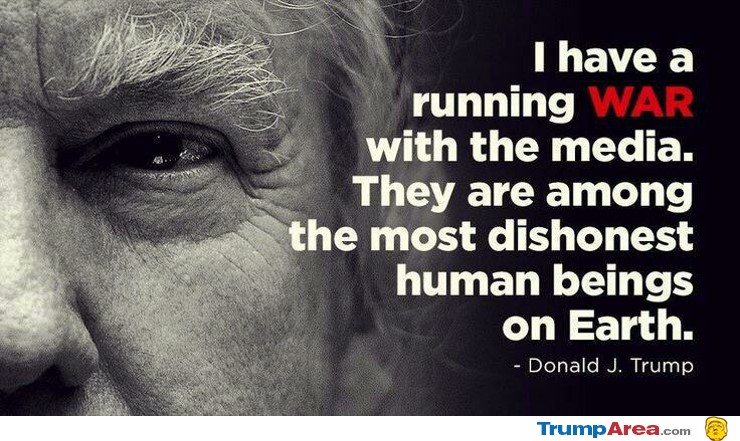 I have a
running WAR
with the media.
They are among
the most dishonest
human beings
on Earth.
- Donald J. Trump
TrumpArea.com